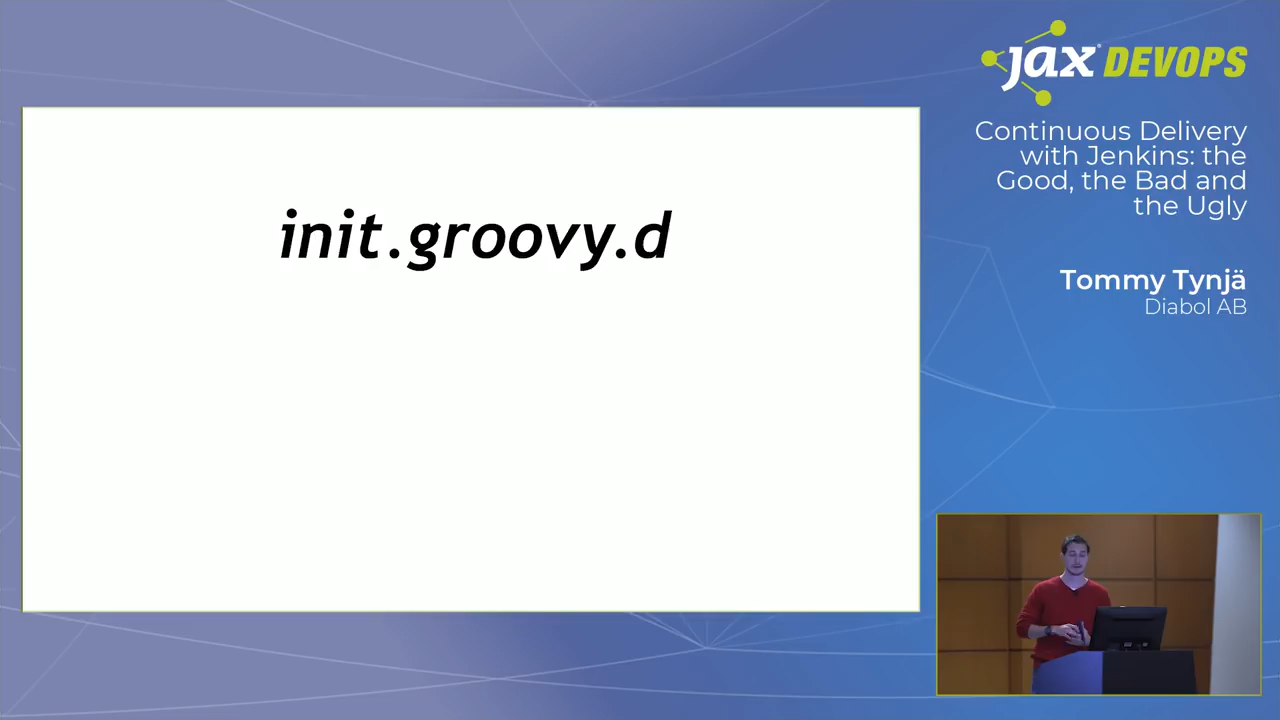 init.groovy.d
jax DEVOPS
Continuous Delivery
with Jenkins: the
Good, the Bad and
the Ugly
Tommy Tynjä
Diabol AB